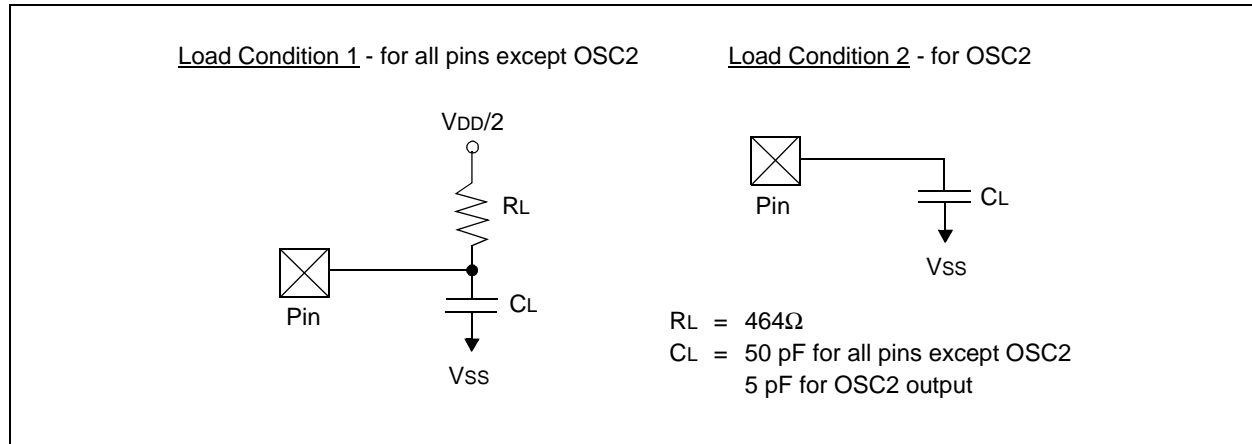 Load Condition 1 - for all pins except OSC2
VDD/2
RL
Pin
CL
VSS
Load Condition 2 - for OSC2
Pin
CL
VSS
RL = 464Ω
CL = 50 pF for all pins except OSC2
5 pF for OSC2 output